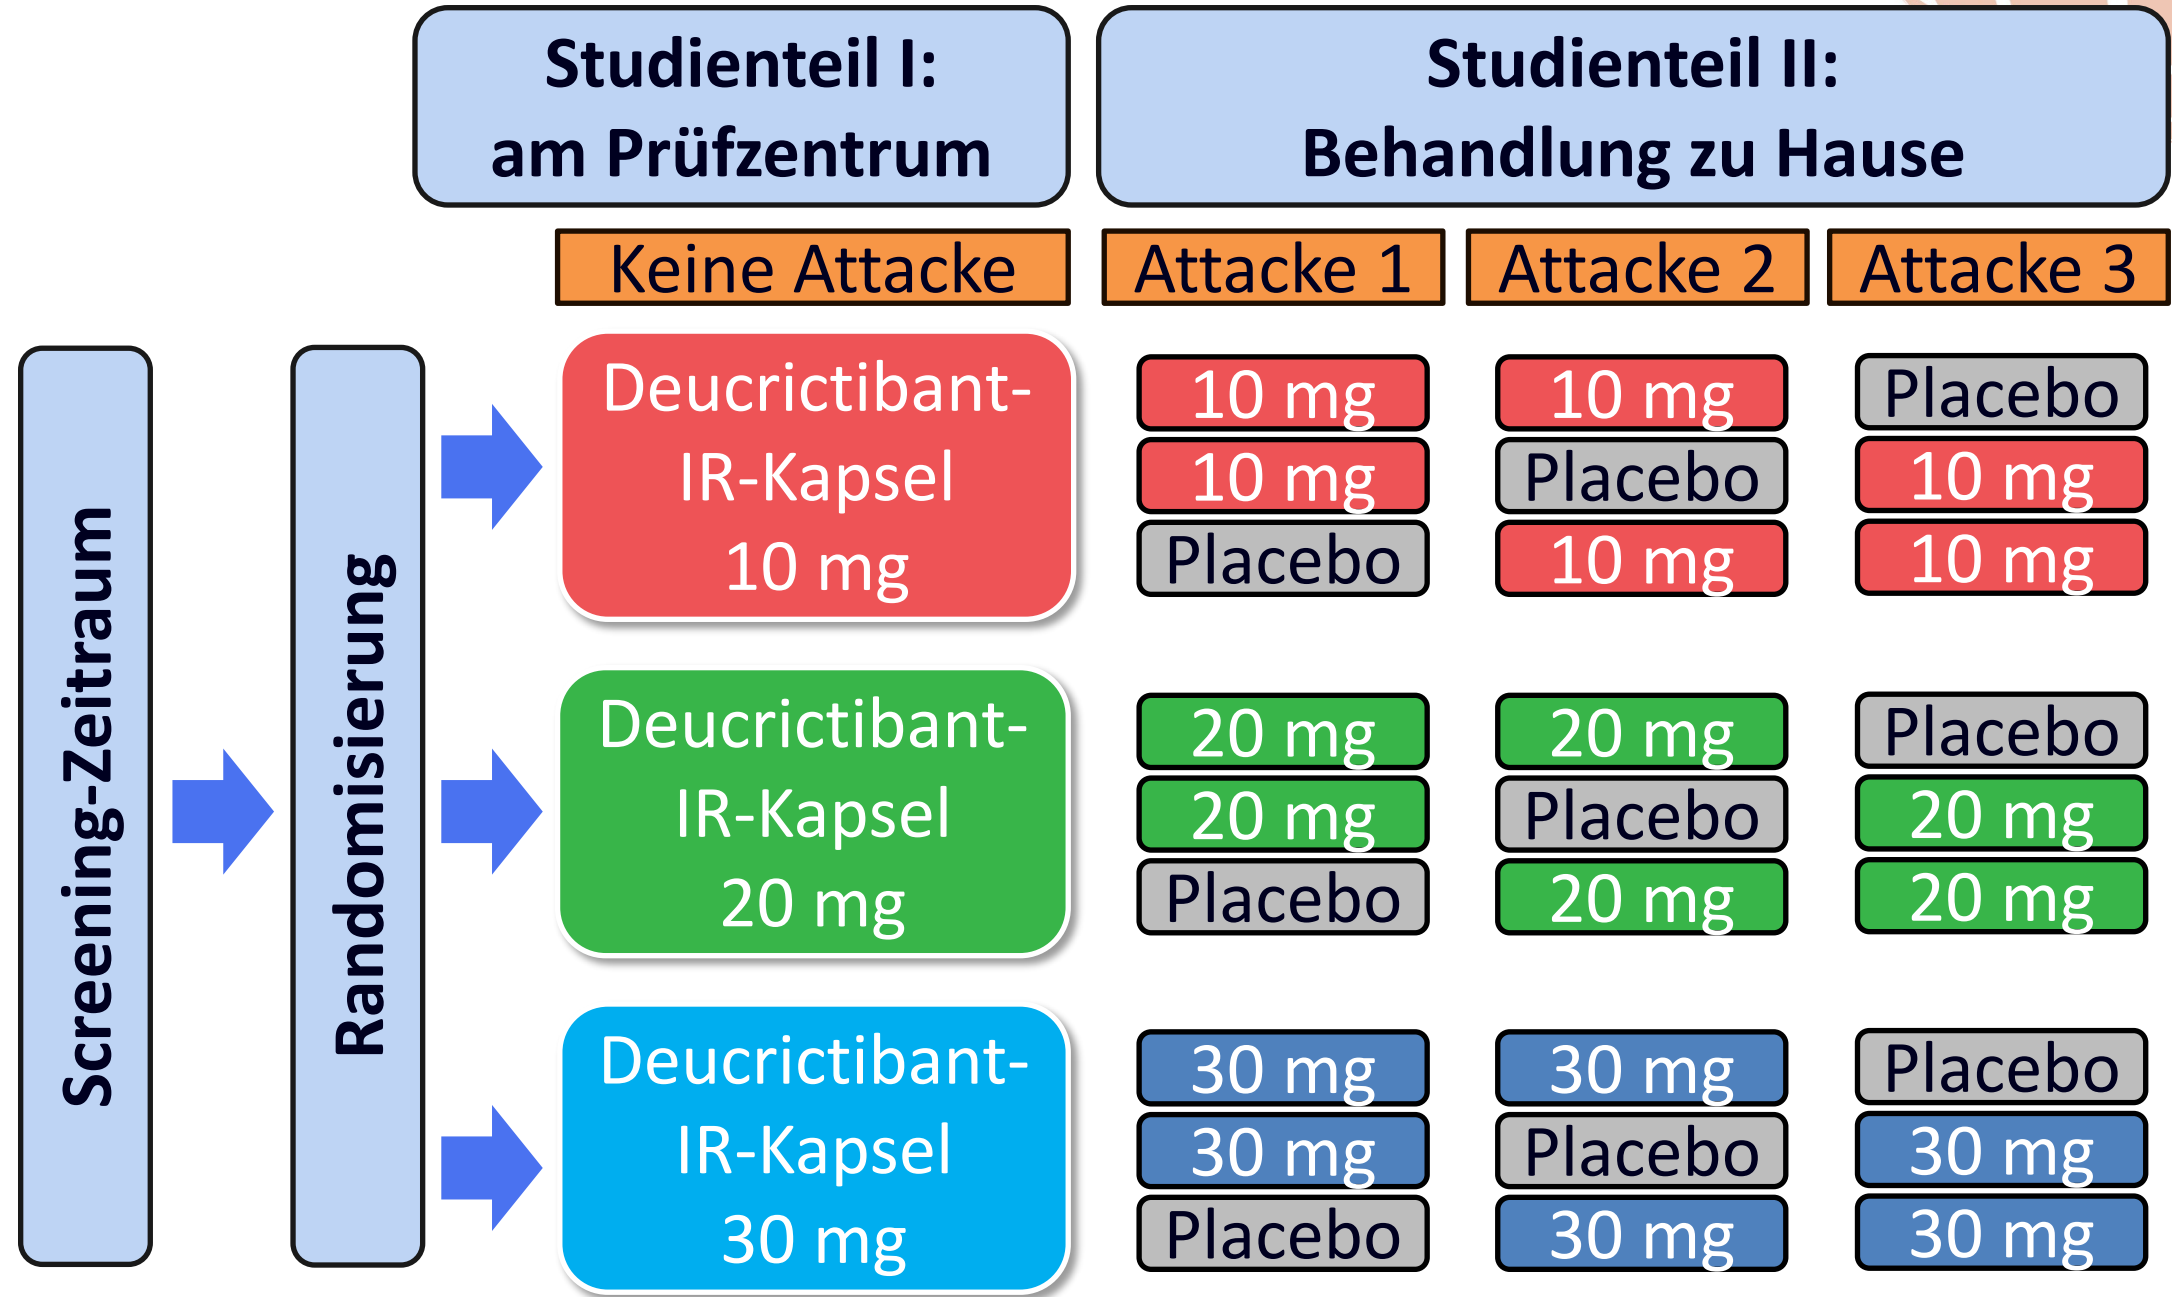 Studienteil I:
am Prüfzentrum
Studienteil II:
Behandlung zu Hause
Keine Attacke
Attacke 1
Attacke 2
Attacke 3
Screening-Zeitraum
Randomisierung
Deucrictibant-
IR-Kapsel
10 mg
10 mg
10 mg
Placebo
10 mg
Placebo
10 mg
Placebo
10 mg
10 mg
Deucrictibant-
IR-Kapsel
20 mg
20 mg
20 mg
Placebo
20 mg
Placebo
20 mg
Placebo
20 mg
20 mg
Deucrictibant-
IR-Kapsel
30 mg
30 mg
30 mg
Placebo
30 mg
Placebo
30 mg
Placebo
30 mg
30 mg